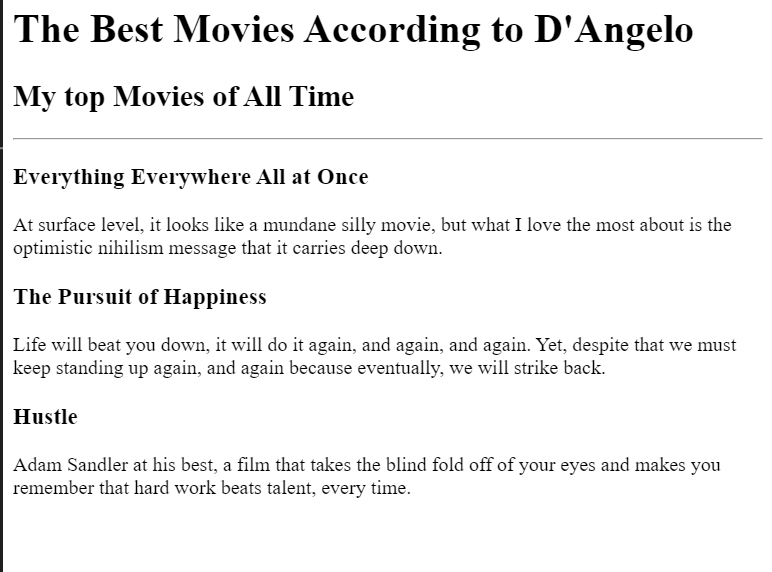 The Best Movies According to D'Angelo
My top Movies of All Time
Everything Everywhere All at Once
At surface level, it looks like a mundane silly movie, but what I love the most about is the
optimistic nihilism message that it carries deep down.
The Pursuit of Happiness
Life will beat you down, it will do it again, and again, and again. Yet, despite that we must
keep standing up again, and again because eventually, we will strike back.
Hustle
Adam Sandler at his best, a film that takes the blind fold off of your eyes and makes you
remember that hard work beats talent, every time.